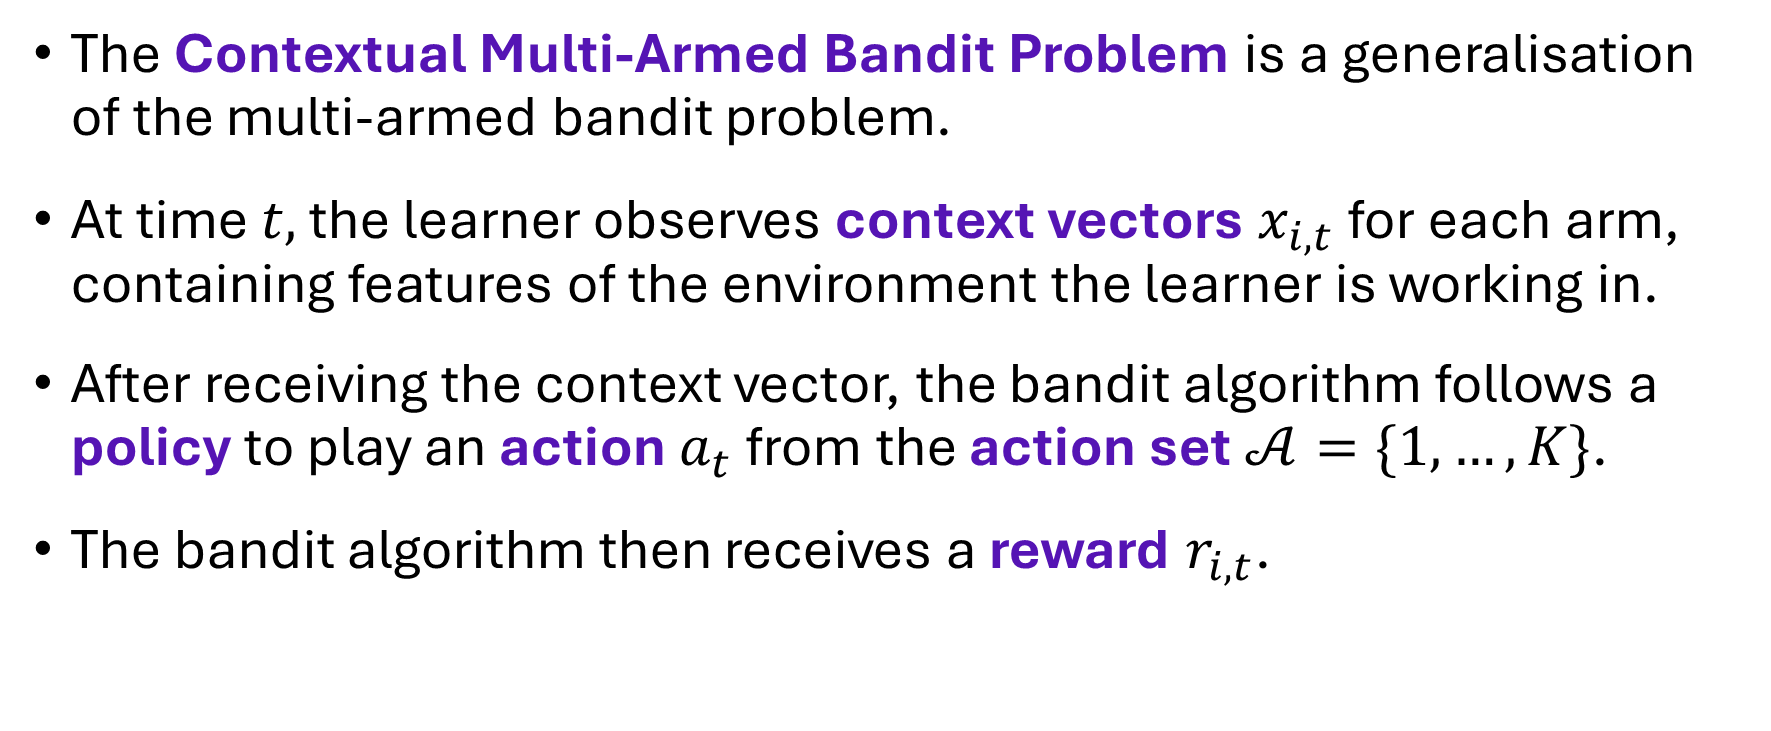 • The Contextual Multi-Armed Bandit Problem is a generalisation
of the multi-armed bandit problem.
• At time 𝑡, the learner observes context vectors 𝑥ᵢ,ₜ for each arm,
containing features of the environment the learner is working in.
• After receiving the context vector, the bandit algorithm follows a
policy to play an action 𝑎ₜ from the action set 𝒜 = {1, … , 𝐾}.
• The bandit algorithm then receives a reward 𝑟ᵢ,ₜ.